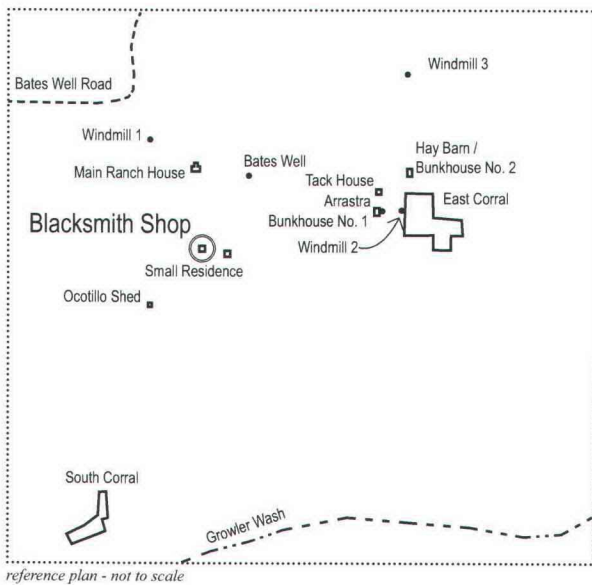 Windmill 3
Bates Well Road
Windmill 1
Hay Barn /
Bunkhouse No. 2
Bates Well
Main Ranch House
Tack House
Arrastra
East Corral
Bunkhouse No. 1
Blacksmith Shop
Windmill 2
Small Residence
Ocotillo Shed
South Corral
Growler Wash
reference plan - not to scale